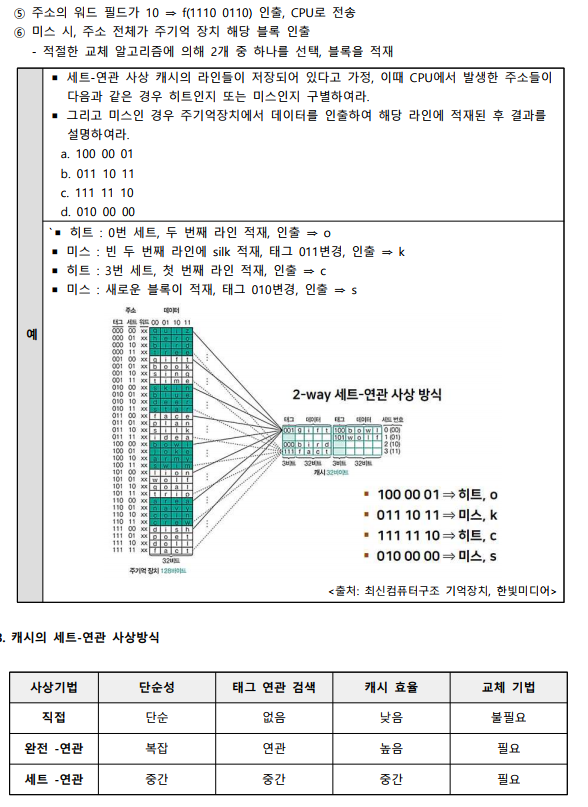 ⑤ 주소의 워드 필드가 10 ⇒ f(1110 0110) 인출, CPU로 전송
⑥ 미스 시, 주소 전체가 주기억 장치 해당 블록 인출
- 적절한 교체 알고리즘에 의해 2개 중 하나를 선택, 블록을 적재
예
▪ 세트-연관 사상 캐시의 라인들이 저장되어 있다고 가정, 이때 CPU에서 발생한 주소들이
다음과 같은 경우 히트인지 또는 미스인지 구별하여라.
▪ 그리고 미스인 경우 주기억장치에서 데이터를 인출하여 해당 라인에 적재된 후 결과를
설명하여라.
a. 100 00 01
b. 011 10 11
c. 111 11 10
d. 010 00 00
`▪ 히트 : 0번 세트, 두 번째 라인 적재, 인출 ⇒ o
▪ 미스 : 빈 두 번째 라인에 silk 적재, 태그 011변경, 인출 ⇒ k
▪ 히트 : 3번 세트, 첫 번째 라인 적재, 인출 ⇒ c
▪ 미스 : 새로운 블록이 적재, 태그 010변경, 인출 ⇒ s
주소 데이터
태그 세트 워드 00 01 10 11
000 00 xx
000 01 xx
000 10 xx
000 11 xx
001 00 xx g i f t
001 01 xx b o o k
001 10 xx s i n g
001 11 xx t i m e
010 00 xx
010 01 xx
010 10 xx
010 11 xx
011 00 xx f a c e
011 01 xx p l a n
011 10 xx s i l k
011 11 xx i d e a
100 00 xx
100 01 xx
100 10 xx
100 11 xx
101 00 xx l i o n
101 01 xx w o l f
101 10 xx g o a l
101 11 xx t r i p
110 00 xx
110 01 xx
110 10 xx
110 11 xx
111 00 xx d i s h
111 01 xx p o e t
111 10 xx d o l l
111 11 xx f a c t
32비트
주기억 장치 128바이트
2-way 세트-연관 사상 방식
태그 데이터 태그 데이터 세트 번호
001 g i f t 100 b o w l 0 (00)
101 w o l f 1 (01)
000 b i r d 2 (10)
111 f a c t 3 (11)
3비트 32비트 3비트 32비트
캐시 32바이트
▪ 100 00 01 ⇒ 히트, o
▪ 011 10 11 ⇒ 미스, k
▪ 111 11 10 ⇒ 히트, c
▪ 010 00 00 ⇒ 미스, s
<출처: 최신컴퓨터구조 기억장치, 한빛미디어>
3. 캐시의 세트-연관 사상방식
사상기법 단순성 태그 연관 검색 캐시 효율 교체 기법
직접 단순 없음 낮음 불필요
완전 -연관 복잡 연관 높음 필요
세트 -연관 중간 중간 중간 필요